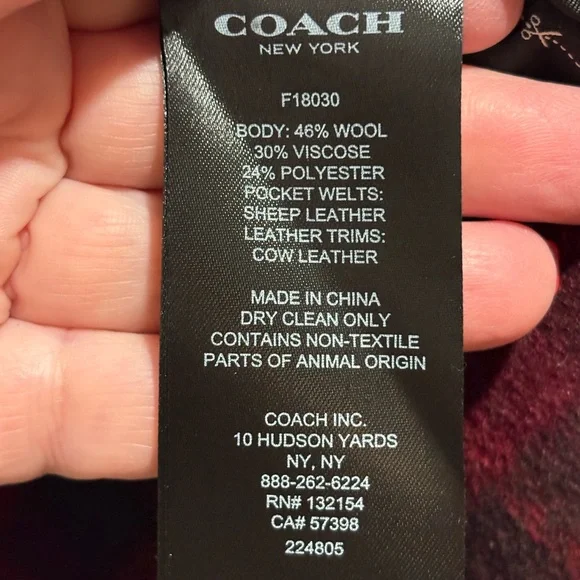 COACH
NEW YORK
F18030
BODY: 46% WOOL
30% VISCOSE
24% POLYESTER
POCKET WELTS:
SHEEP LEATHER
LEATHER TRIMS:
COW LEATHER
MADE IN CHINA
DRY CLEAN ONLY
CONTAINS NON-TEXTILE
PARTS OF ANIMAL ORIGIN
COACH INC.
10 HUDSON YARDS
NY, NY
888-262-6224
RN# 132154
CA# 57398
224805